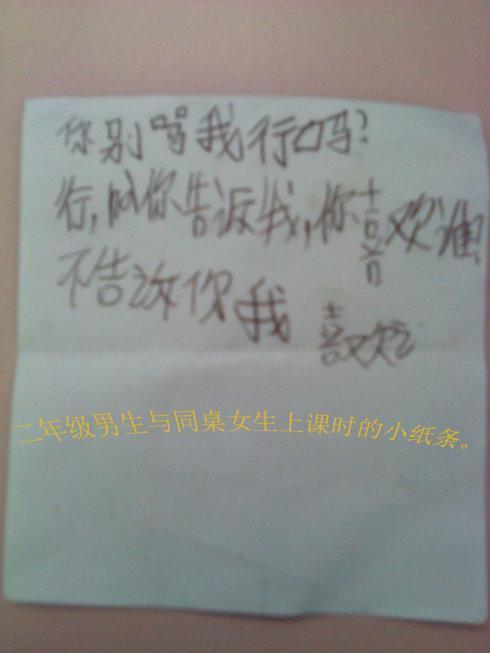 你别骂我行吗?
行,你告诉我,你喜欢谁
不告诉你我 喜欢
二年级男生与同桌女生上课时的小纸条。